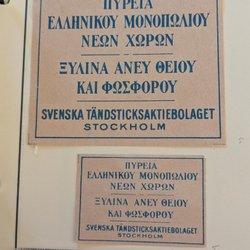 ΠΥΡΕΙΑ
ΕΛΛΗΝΙΚΟΥ ΜΟΝΟΠΩΛΙΟΥ
ΝΕΩΝ ΧΩΡΩΝ
ΞΥΛΙΝΑ ΑΝΕΥ ΘΕΙΟΥ
ΚΑΙ ΦΩΣΦΟΡΟΥ
SVENSKA TÄNDSTICKSAKTIEBOLAGET
STOCKHOLM
ΠΥΡΕΙΑ
ΕΛΛΗΝΙΚΟΥ ΜΟΝΟΠΩΛΙΟΥ
ΝΕΩΝ ΧΩΡΩΝ
ΞΥΛΙΝΑ ΑΝΕΥ ΘΕΙΟΥ
ΚΑΙ ΦΩΣΦΟΡΟΥ
SVENSKA TÄNDSTICKSAKTIEBOLAGET
STOCKHOLM